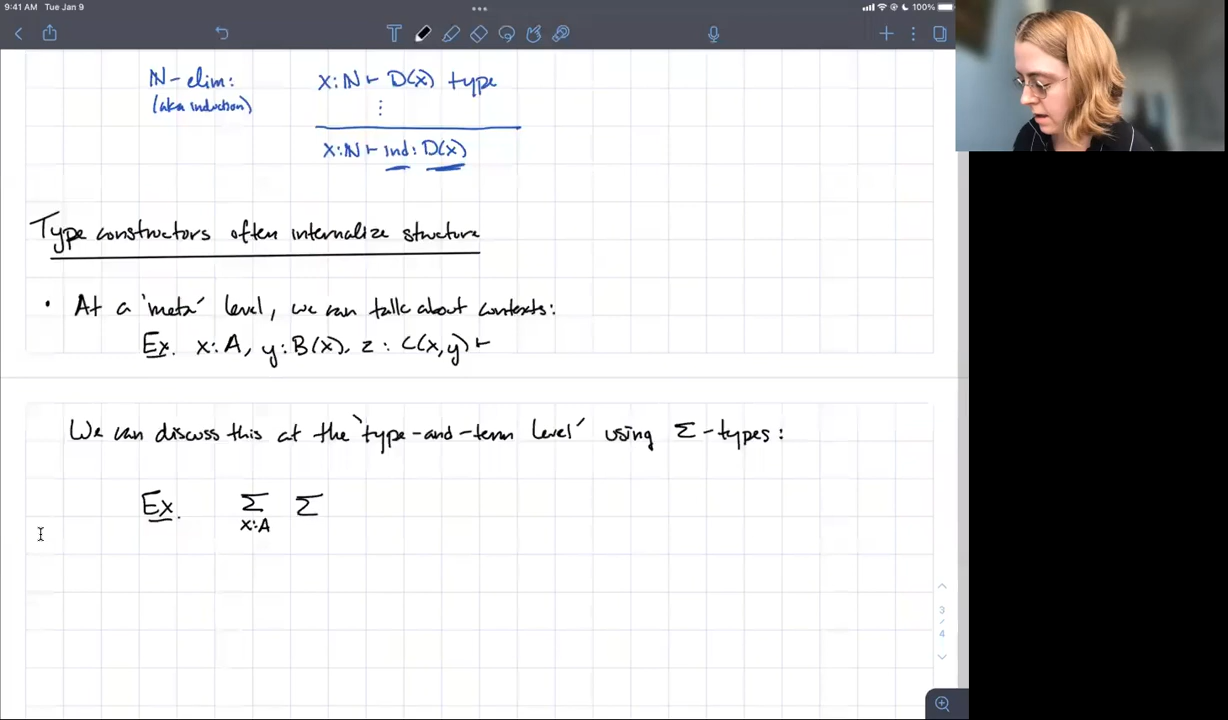 9:41 AM Tue Jan 9
100%
N-elim: x:N ⊢ D(x) type
(aka induction) ⋮
x:N ⊢ ind: D(x)
Type constructors often internalize structure
• At a 'meta' level, we can talk about contexts:
Ex. x:A, y:B(x), z: C(x,y) ⊢
We can discuss this at the 'type-and-term level' using Σ-types:
Ex. Σ Σ
x:A
3
/
4